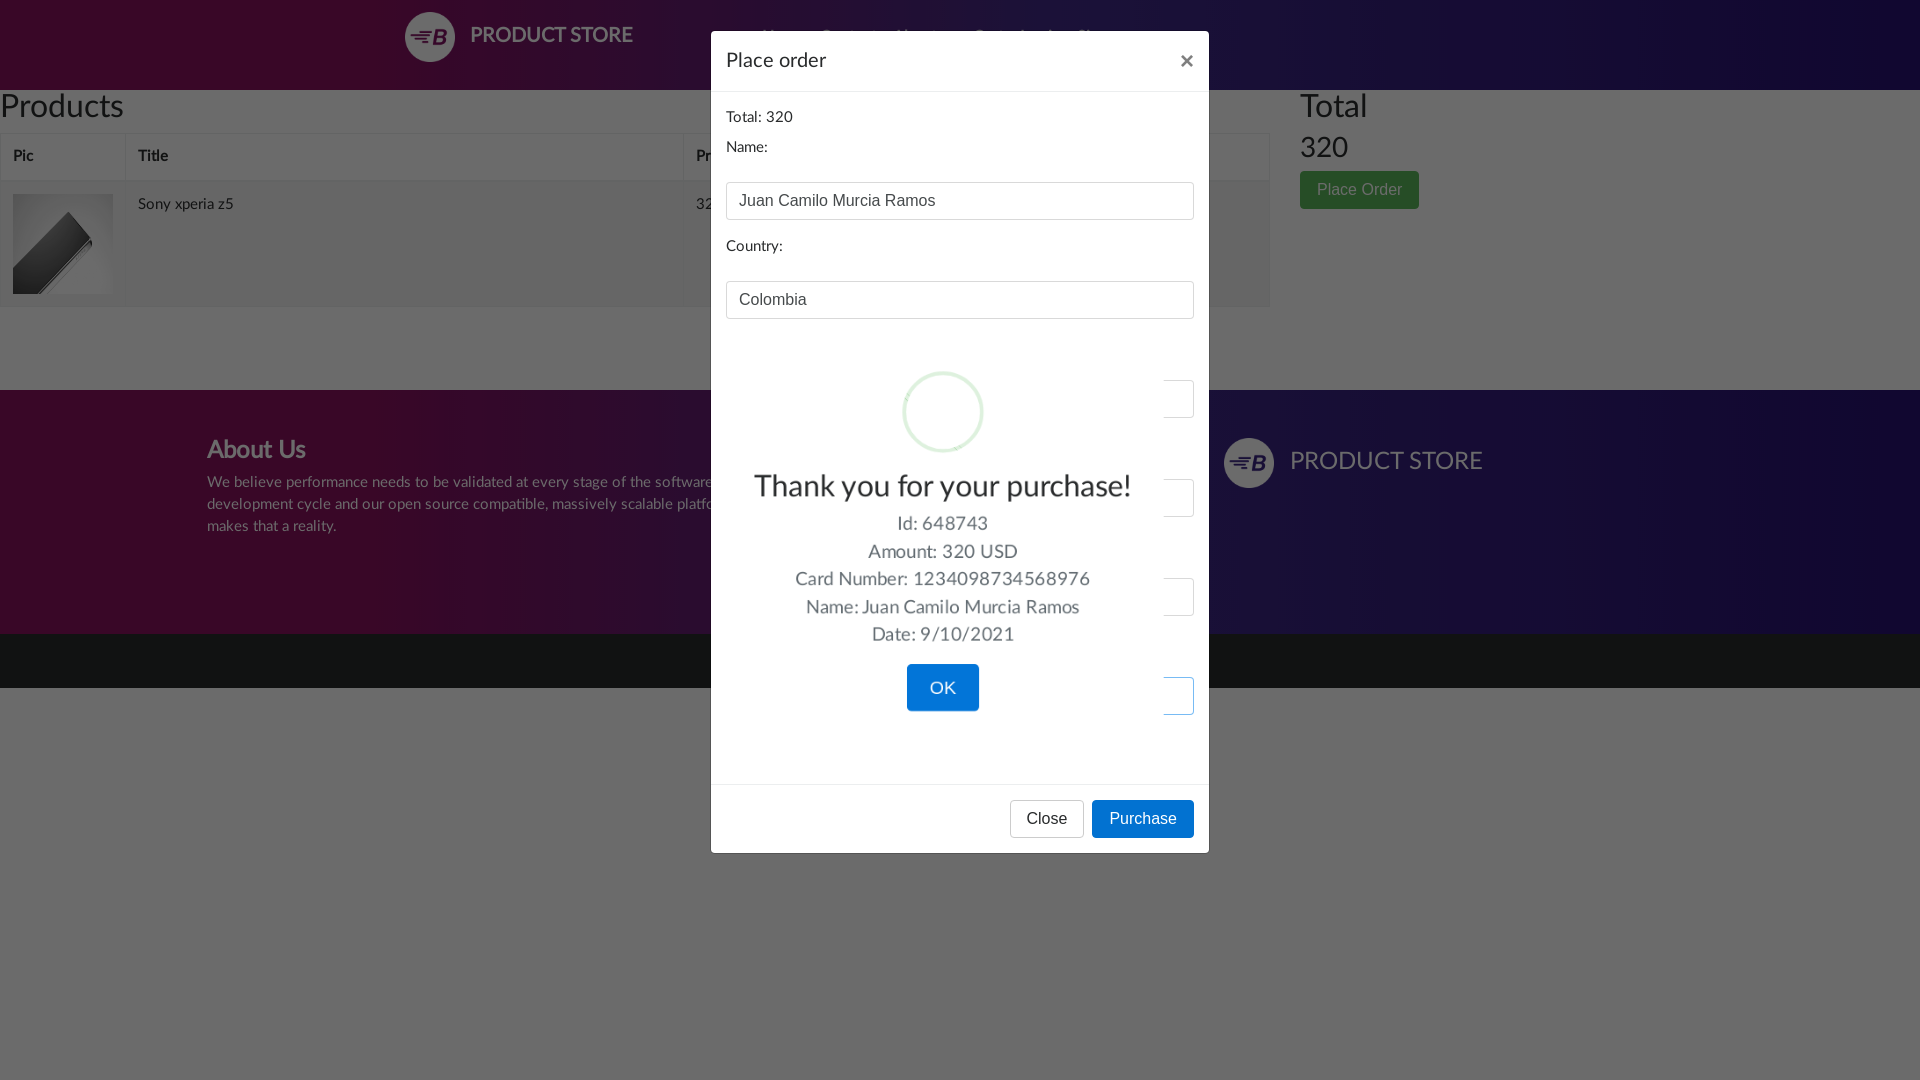 PRODUCT STORE
Place order
×
Products
Total
Total: 320
320
Name:
Pic
Title
Place Order
Juan Camilo Murcia Ramos
Sony xperia z5
Country:
Colombia
Thank you for your purchase!
Id: 648743
Amount: 320 USD
Card Number: 1234098734568976
Name: Juan Camilo Murcia Ramos
Date: 9/10/2021
OK
Close
Purchase
About Us
We believe performance needs to be validated at every stage of the software
development cycle and our open source compatible, massively scalable
makes that a reality.
B PRODUCT STORE